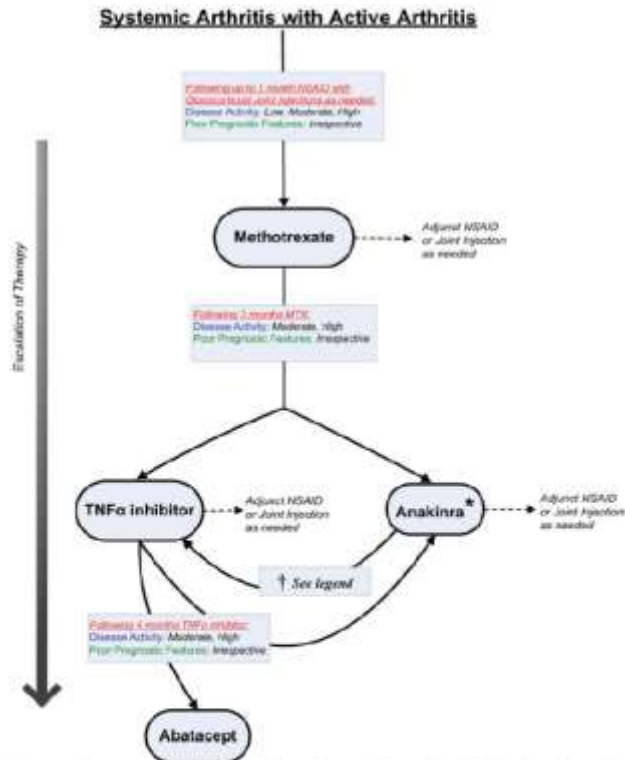 Systemic Arthritis with Active Arthritis
Following up to 1 month NSAID with
Glucocorticoid Joint Injections as needed:
Disease Activity: Low, Moderate, High
Poor Prognostic Features: Irrespective
Methotrexate
Adjunct NSAID
or Joint Injection
as needed
Escalation of Therapy
Following 3 months MTX:
Disease Activity: Moderate, High
Poor Prognostic Features: Irrespective
TNFα inhibitor
Adjunct NSAID
or Joint Injection
as needed
Anakinra*
Adjunct NSAID
or Joint Injection
as needed
† See legend
Following 4 months TNFα inhibitor:
Disease Activity: Moderate, High
Poor Prognostic Features: Irrespective
Abatacept